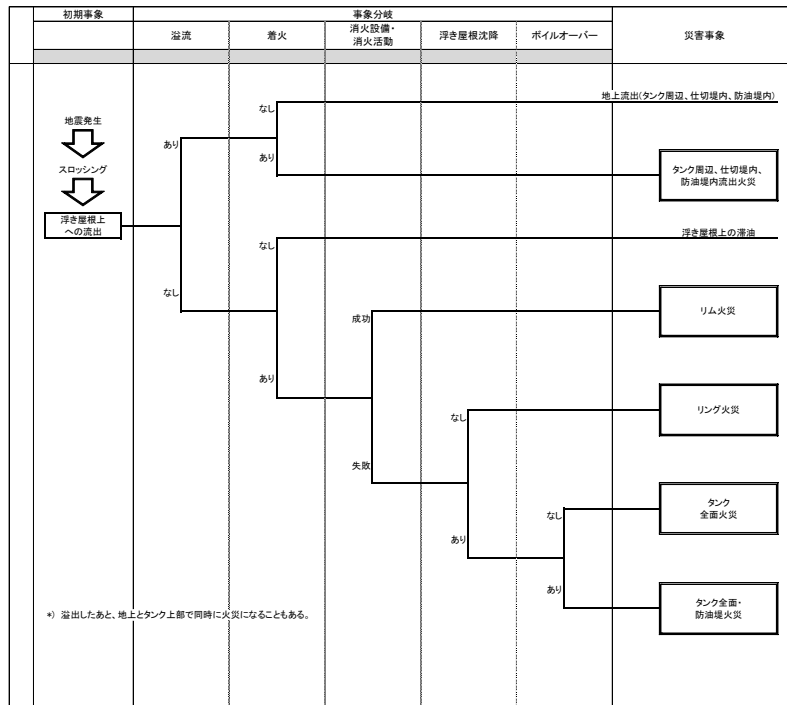 初期事象
事象分岐
溢流
着火
消火設備・
消火活動
浮き屋根沈降
ボイルオーバー
災害事象
地震発生
スロッシング
浮き屋根上
への流出
あり
なし
なし
あり
なし
あり
成功
失敗
なし
あり
なし
あり
地上流出(タンク周辺、仕切堤内、防油堤内)
タンク周辺、仕切堤内、
防油堤内流出火災
浮き屋根上の滞油
リム火災
リング火災
タンク
全面火災
タンク全面・
防油堤火災
*) 溢出したあと、地上とタンク上部で同時に火災になることもある。